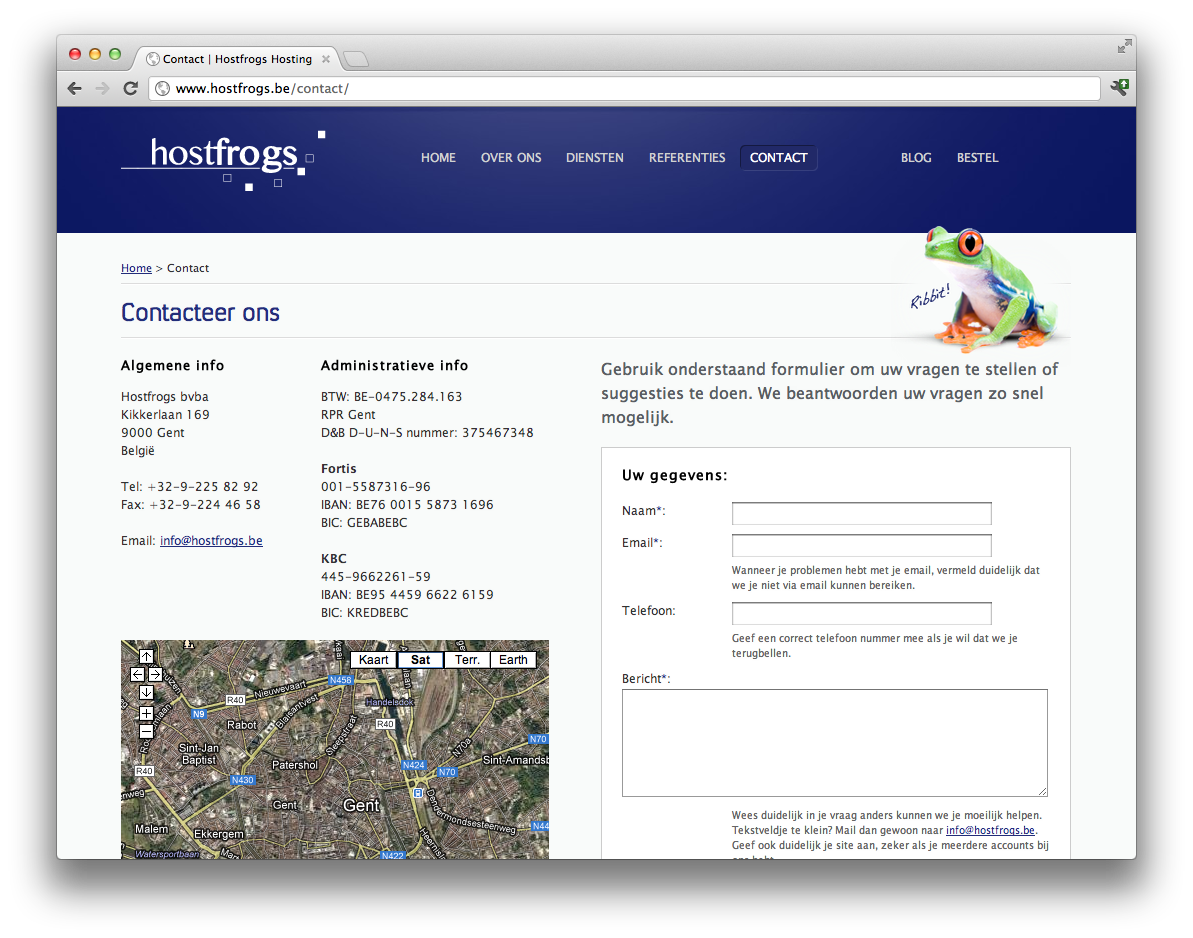 Contact | Hostfrogs Hosting
www.hostfrogs.be/contact/
hostfrogs
HOME OVER ONS DIENSTEN REFERENTIES CONTACT BLOG BESTEL
Home > Contact
Ribbit!
Contacteer ons
Algemene info
Hostfrogs bvba
Kikkerlaan 169
9000 Gent
België
Tel: +32-9-225 82 92
Fax: +32-9-224 46 58
Email: info@hostfrogs.be
Administratieve info
BTW: BE-0475.284.163
RPR Gent
D&B D-U-N-S nummer: 375467348
Fortis
001-5587316-96
IBAN: BE76 0015 5873 1696
BIC: GEBABEBC
KBC
445-9662261-59
IBAN: BE95 4459 6622 6159
BIC: KREDBEBC
Kaart Sat Terr. Earth
N458
Nieuwevaart
R40
Blaisantvest
Handelsdok
N9
Rabot
R40
Sleepstraat
N70a
N70
Sint-Jan
Baptist
Patershol
N424
Sint-Amandsb
R40
N430
N70
Gent
Gent
Dendermondsesteenweg
Malem
Ekkergem
N44
Watersportbaan
N422
Gebruik onderstaand formulier om uw vragen te stellen of
suggesties te doen. We beantwoorden uw vragen zo snel
mogelijk.
Uw gegevens:
Naam*:
Email*:
Wanneer je problemen hebt met je email, vermeld duidelijk dat
we je niet via email kunnen bereiken.
Telefoon:
Geef een correct telefoon nummer mee als je wil dat we je
terugbellen.
Bericht*:
Wees duidelijk in je vraag anders kunnen we je moeilijk helpen.
Tekstveldje te klein? Mail dan gewoon naar info@hostfrogs.be.
Geef ook duidelijk je site aan, zeker als je meerdere accounts bij